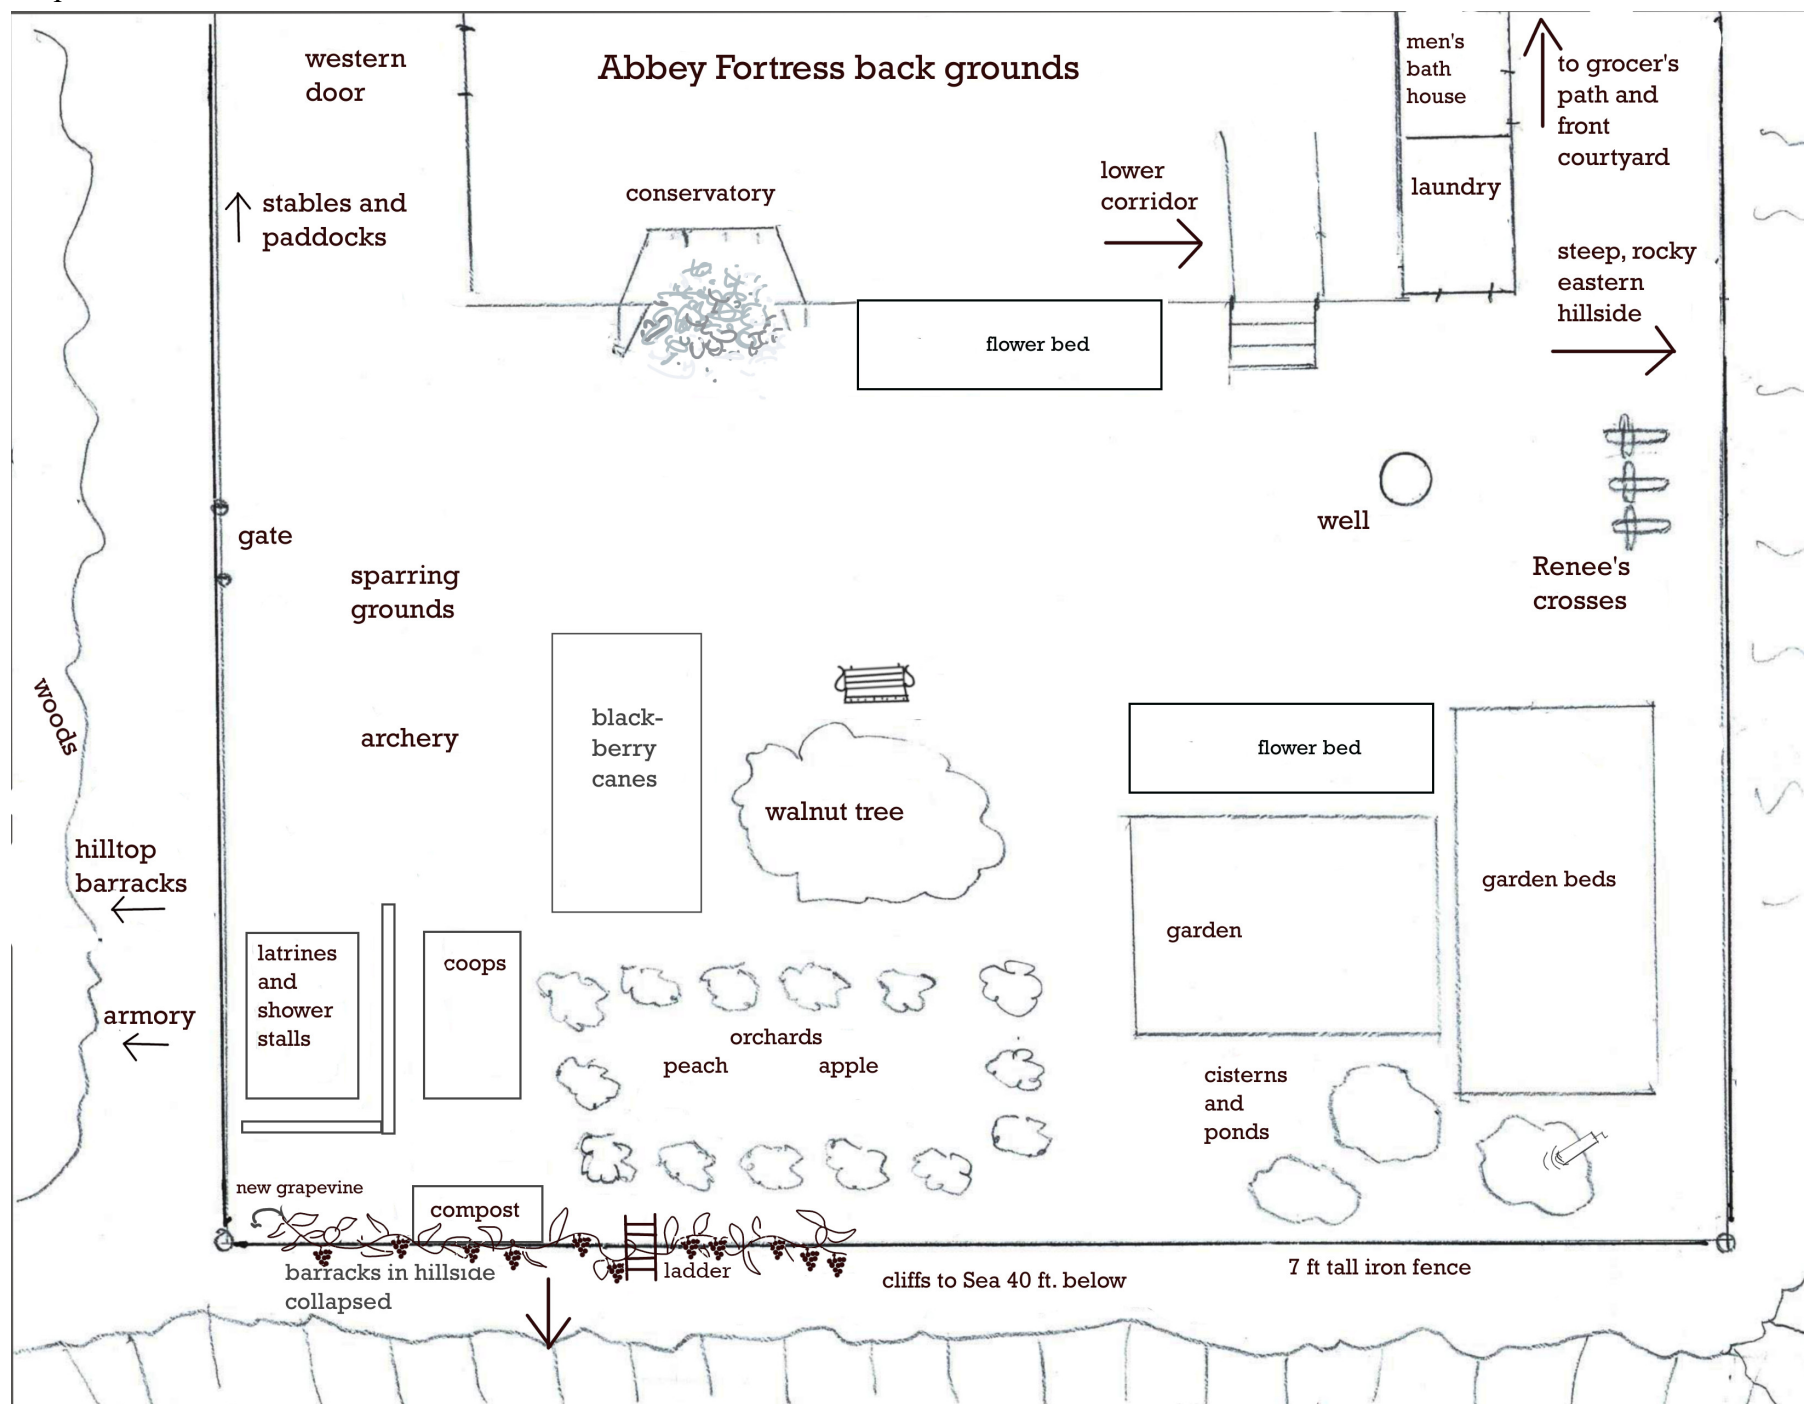 Abbey Fortress back grounds
western
door
men's
bath
house
to grocer's
path and
front
courtyard
stables and
paddocks
conservatory
lower
corridor
laundry
steep, rocky
eastern
hillside
flower bed
gate
well
sparring
grounds
Renee's
crosses
woods
archery
black-
berry
canes
walnut tree
flower bed
hilltop
barracks
garden beds
garden
latrines
and
shower
stalls
coops
armory
orchards
peach apple
cisterns
and
ponds
new grapevine
compost
barracks in hillside
collapsed
ladder
cliffs to Sea 40 ft. below
7 ft tall iron fence